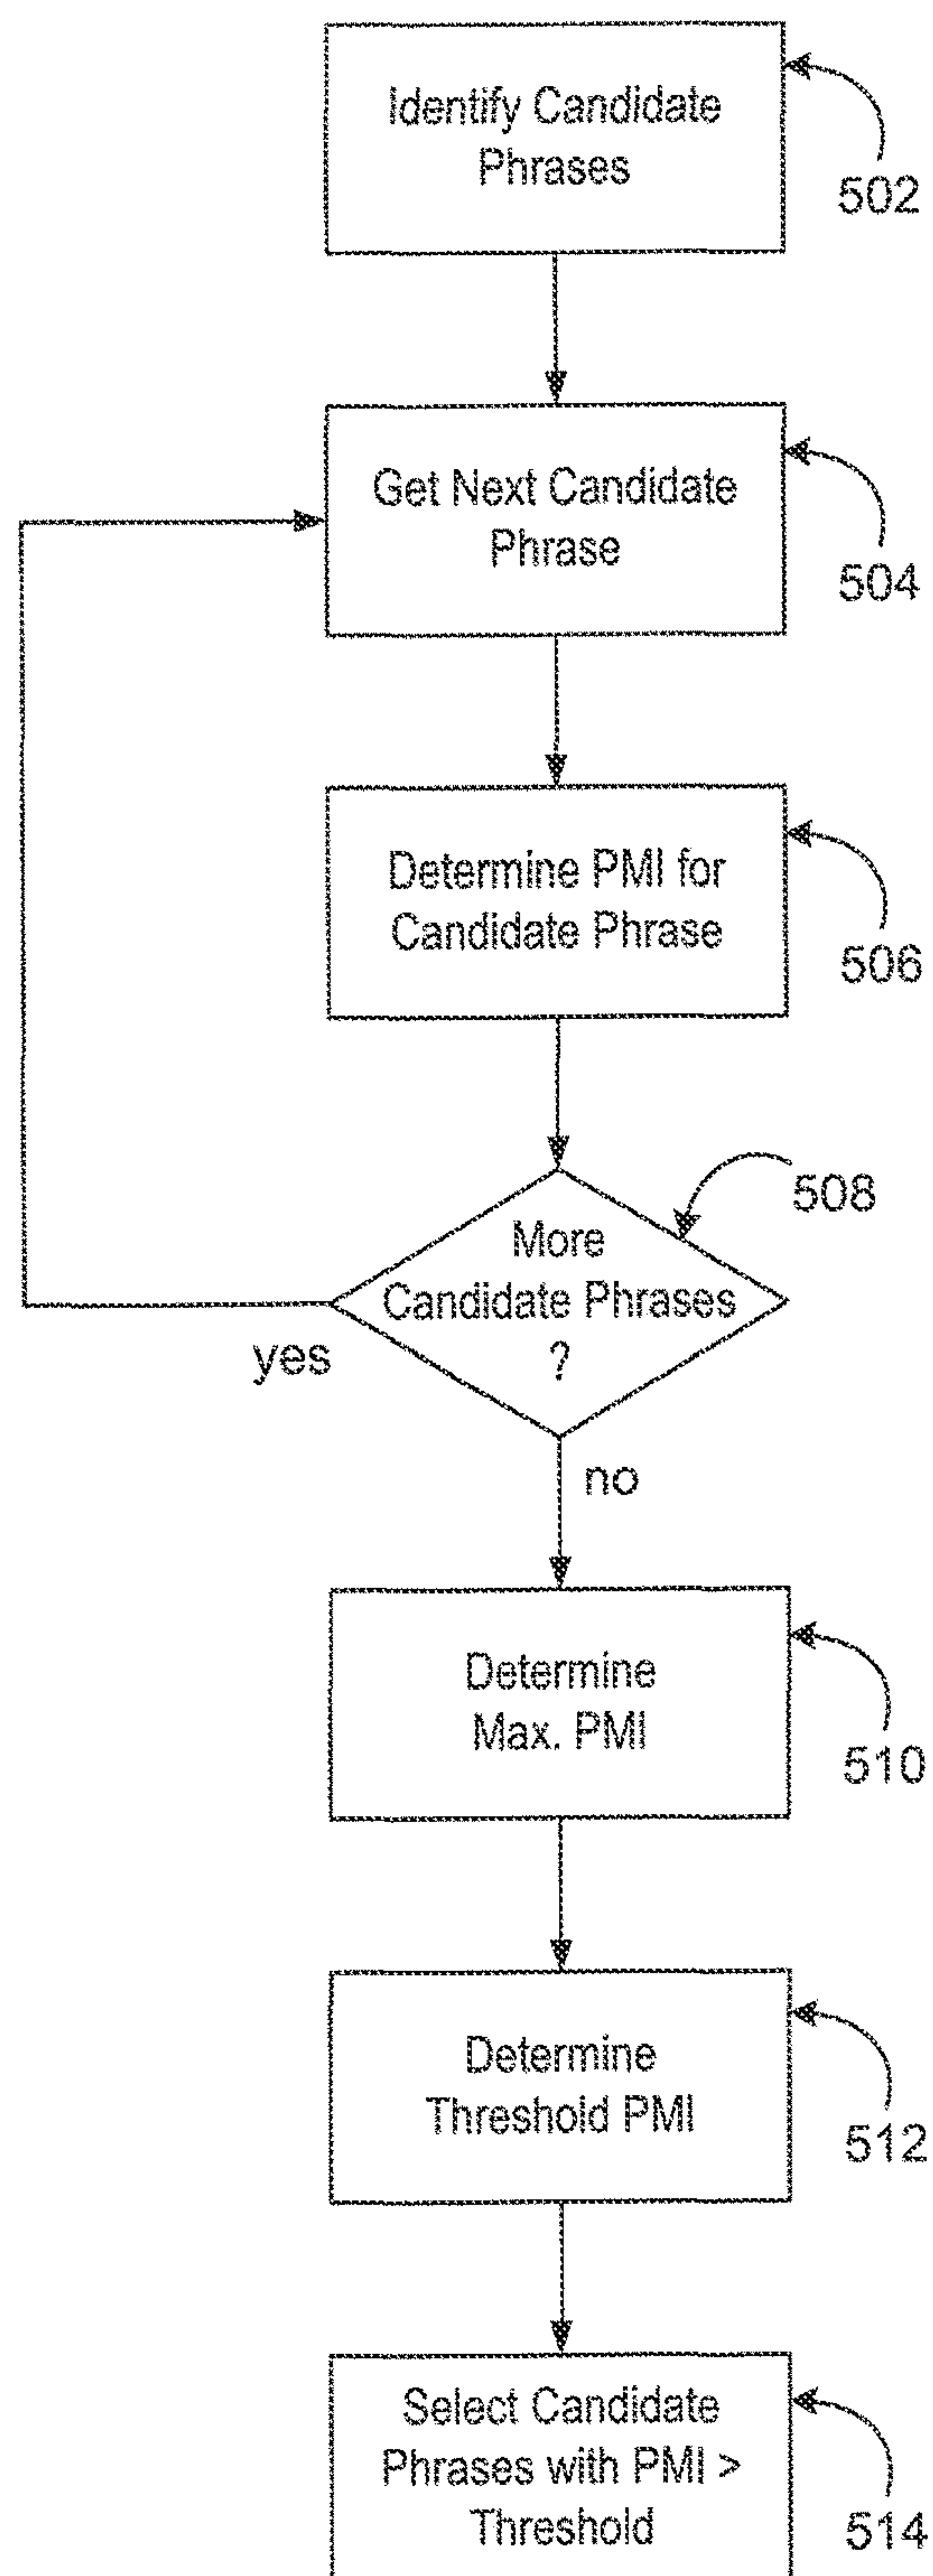 Identify Candidate
Phrases
502
Get Next Candidate
Phrase
504
Determine PMI for
Candidate Phrase
506
508
More
Candidate Phrases
?
yes
no
Determine
Max. PMI
510
Determine
Threshold PMI
512
Select Candidate
Phrases with PMI >
Threshold
514